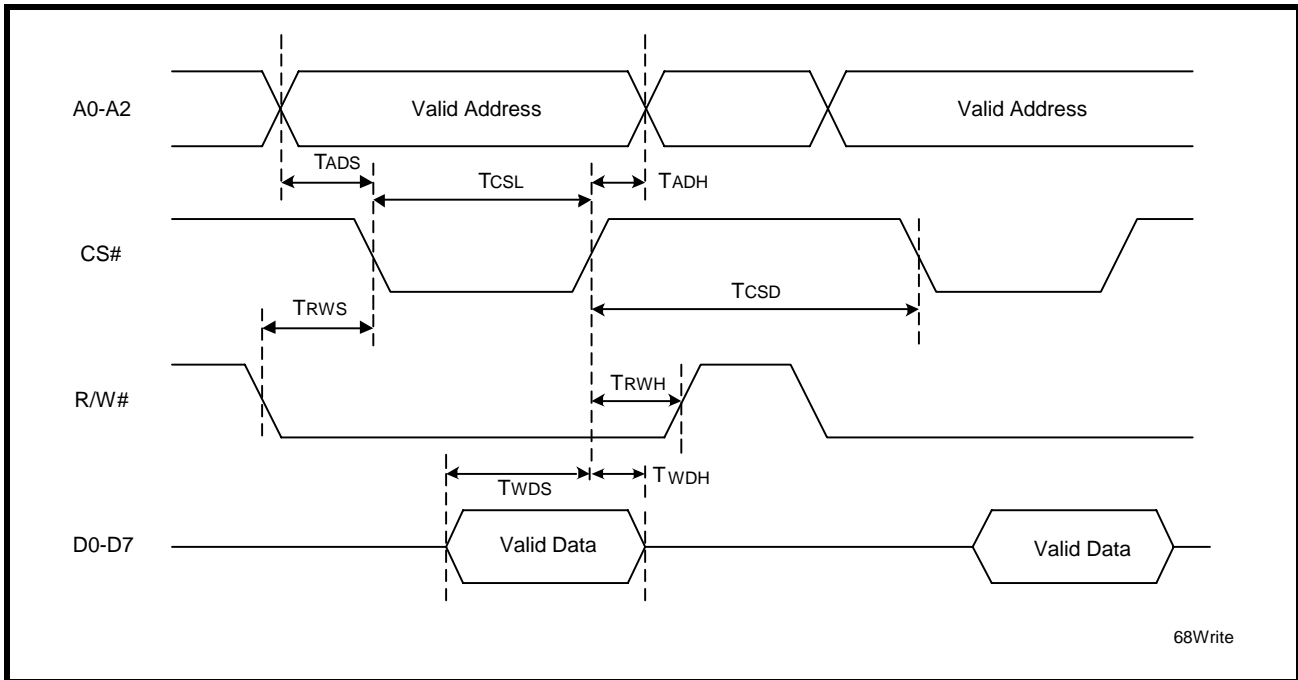 A0-A2
Valid Address
Valid Address
TADS
TCSL
TADH
CS#
TRWS
TCSD
R/W#
TRWH
TWDS
TWDH
D0-D7
Valid Data
Valid Data
68Write